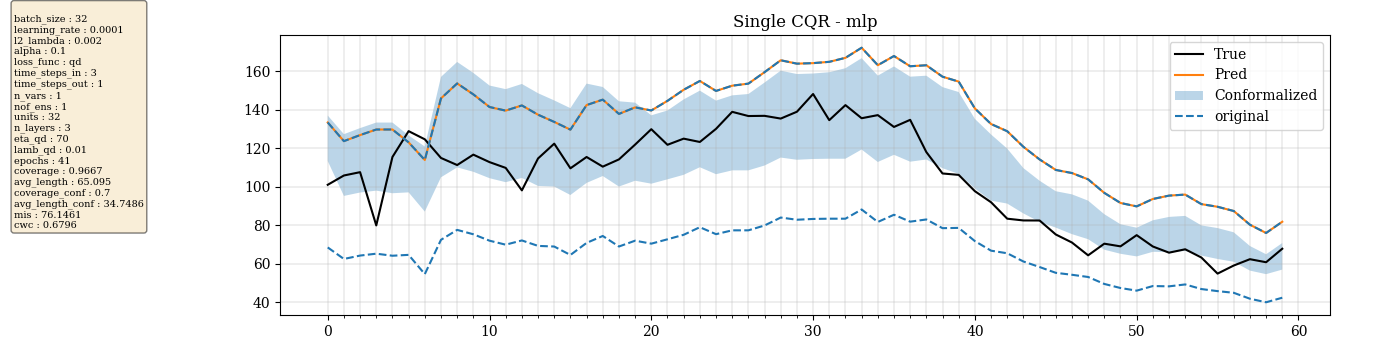 batch_size : 32
learning_rate : 0.0001
l2_lambda : 0.002
alpha : 0.1
loss_func : qd
time_steps_in : 3
time_steps_out : 1
n_vars : 1
nof_ens : 1
units : 32
n_layers : 3
eta_qd : 70
lamb_qd : 0.01
epochs : 41
coverage : 0.9667
avg_length : 65.095
coverage_conf : 0.7
avg_length_conf : 34.7486
mis : 76.1461
cwc : 0.6796
Single CQR - mlp
True
Pred
Conformalized
original
160
140
120
100
80
60
40
0 10 20 30 40 50 60